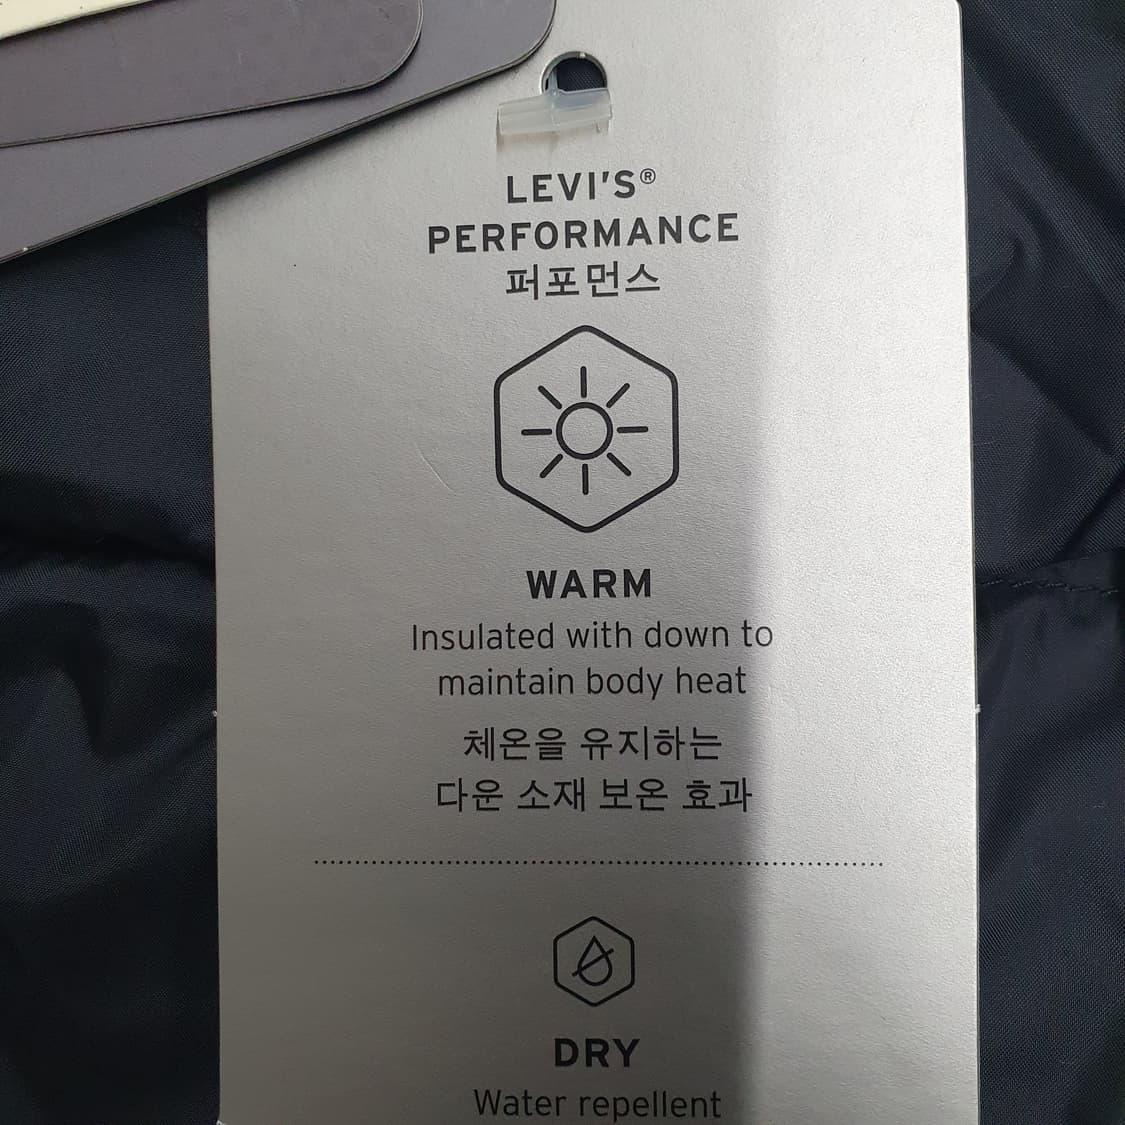 LEVI'S®
PERFORMANCE
퍼포먼스
WARM
Insulated with down to
maintain body heat
체온을 유지하는
다운 소재 보온 효과
DRY
Water repellent